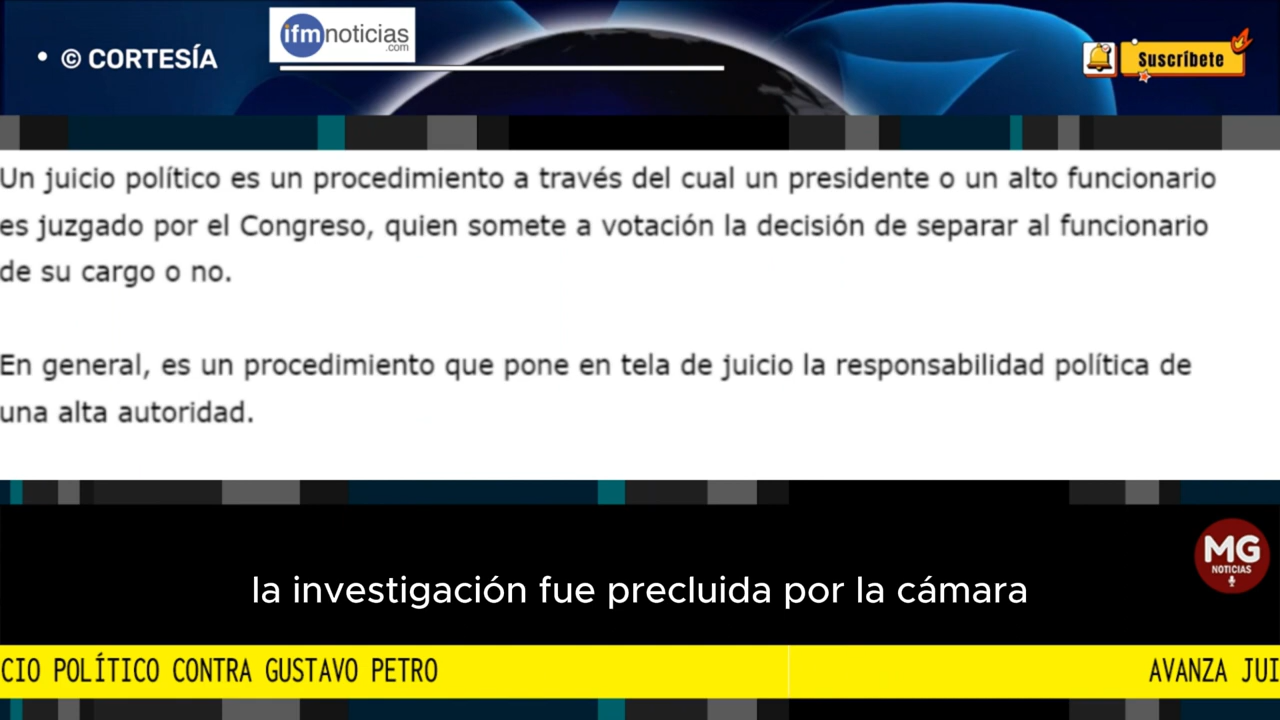 • © CORTESÍA
ifmnoticias
.com
Suscríbete
Un juicio político es un procedimiento a través del cual un presidente o un alto funcionario
es juzgado por el Congreso, quien somete a votación la decisión de separar al funcionario
de su cargo o no.
En general, es un procedimiento que pone en tela de juicio la responsabilidad política de
una alta autoridad.
MG
NOTICIAS
la investigación fue precluida por la cámara
CIO POLÍTICO CONTRA GUSTAVO PETRO
AVANZA JUI